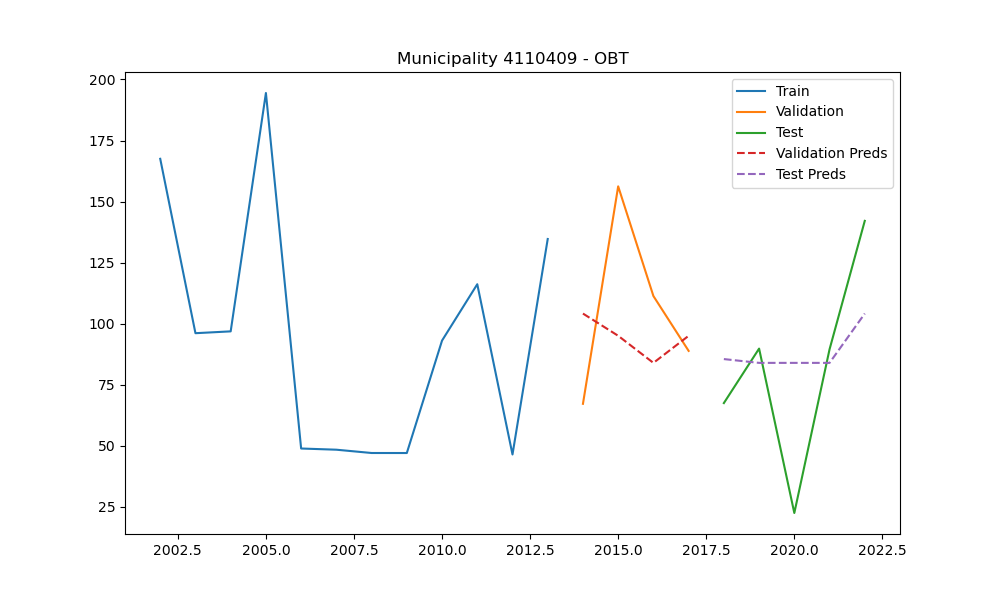 Municipality 4110409 - OBT
200
175
150
125
100
75
50
25
2002.5
2005.0
2007.5
2010.0
2012.5
2015.0
2017.5
2020.0
2022.5
Train
Validation
Test
Validation Preds
Test Preds